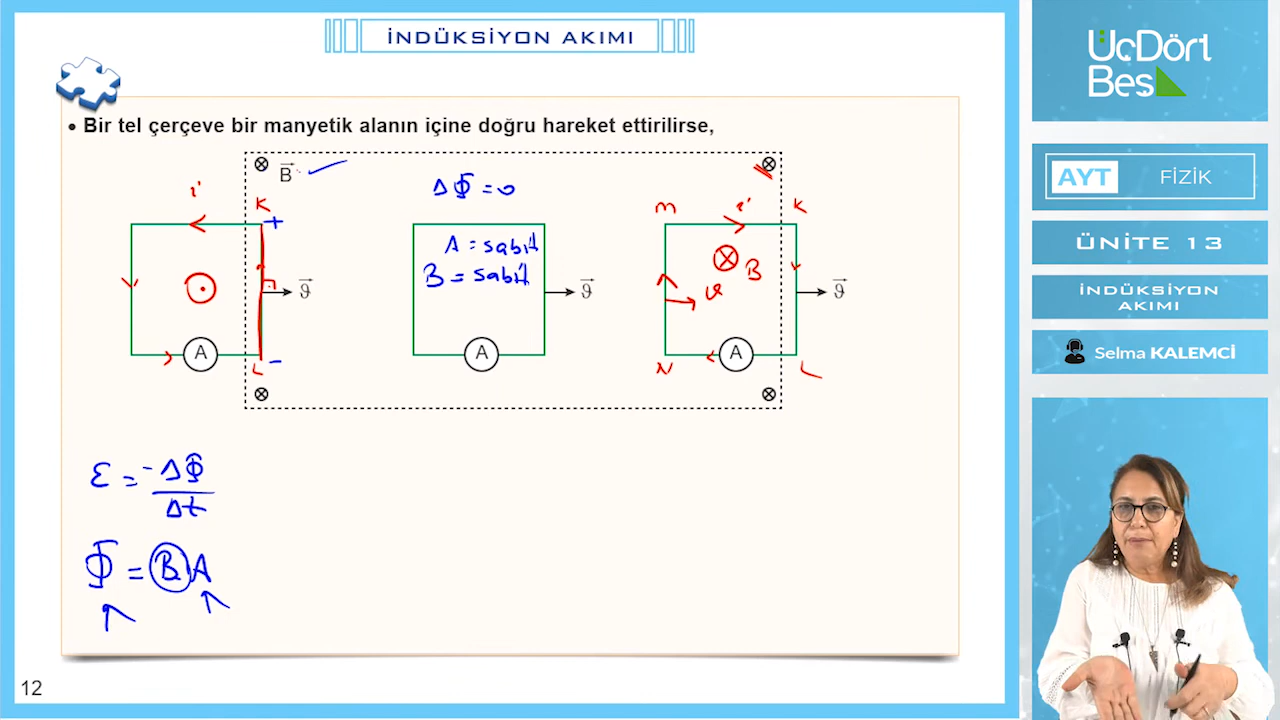 İNDÜKSİYON AKIMI
• Bir tel çerçeve bir manyetik alanın içine doğru hareket ettirilirse,
B
ΔΦ = 0
i
K
+
A = sabit
B = sabit
M
i
K
B
ϑ
ϑ
ϑ
ϑ
A
A
A
L
-
N
L
ε = -ΔΦ
Δt
Φ = BA
12
ÜçDört
Beş
AYT FİZİK
ÜNİTE 13
İNDÜKSİYON
AKIMI
Selma KALEMCİ